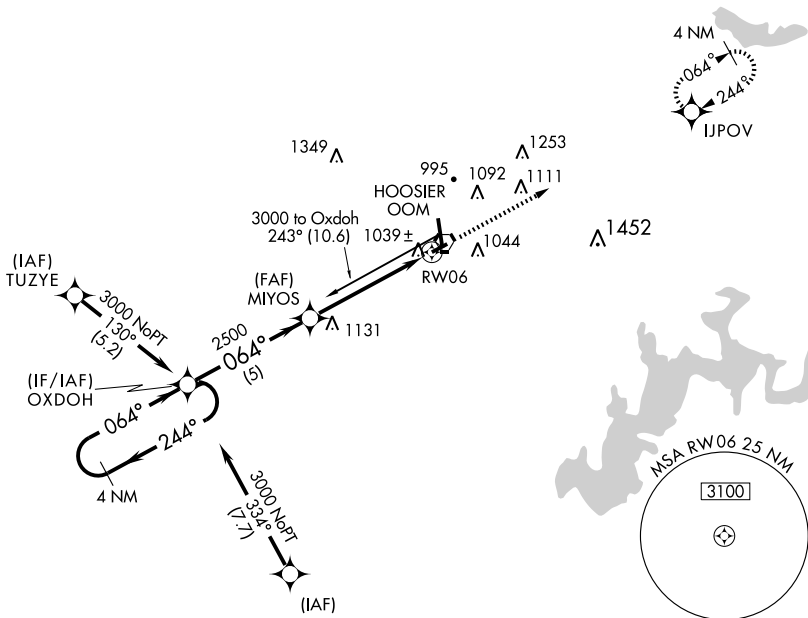 4 NM
064°
244°
IJPOV
1349
1253
995
1092
1111
HOOSIER
OOM
3000 to Oxdoh
243° (10.6)
1039 ±
1044
1452
RW06
(IAF)
TUZYE
(FAF)
MIYOS
3000 NoPT
130°
(5.2)
2500
064°
(5)
1131
(IF/IAF)
OXDOH
064°
244°
4 NM
3000 NoPT
334°
(7.7)
(IAF)
MSA RW06 25 NM
3100